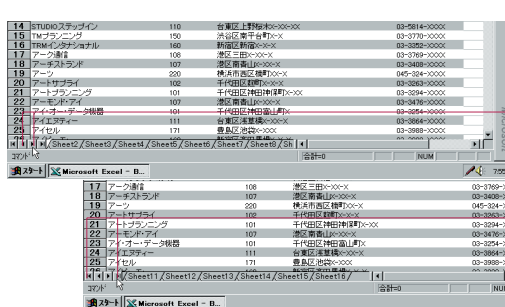 14 STUDIOステップイン 110 台東区上野桜木X-XX-XX 03-5814-XXXX
15 TMプランニング 150 渋谷区南平台町X-X 03-3770-XXXX
16 TRMインタナショナル 160 新宿区新宿X-X-X 03-3352-XXXX
17 アーク通信 108 港区三田X-XX-X 03-3769-XXXX
18 アーチストランド 107 港区南青山X-XX-X 03-3408-XXXX
19 アーツ 220 横浜市西区楠町X-X 045-324-XXXX
20 アートサプライ 102 千代田区麹町X-XX-X 03-3263-XXXX
21 アートプランニング 101 千代田区神田神保町X-XX 03-3294-XXXX
22 アーモンド・アイ 107 港区南青山X-XX-X 03-3476-XXXX
23 アイ・オー・データ機器 101 千代田区神田富山町X 03-3254-XXXX
24 アイエヌティー 111 台東区浅草橋X-XX-X 03-3864-XXXX
25 アイセル 171 豊島区池袋X-XXX 03-3988-XXXX
Sheet2 Sheet3 Sheet4 Sheet5 Sheet6 Sheet7 Sheet8 Sh
コマンド 合計=0 NUM
スタート Microsoft Excel - B... 7:55
17 アーク通信 108 港区三田X-XX-X 03-3769-
18 アーチストランド 107 港区南青山X-XX-X 03-3408-
19 アーツ 220 横浜市西区楠町X-X 045-324-
20 アートサプライ 102 千代田区麹町X-XX-X 03-3263-
21 アートプランニング 101 千代田区神田神保町X-XX 03-3294-
22 アーモンド・アイ 107 港区南青山X-XX-X 03-3476-
23 アイ・オー・データ機器 101 千代田区神田富山町X 03-3254-
24 アイエヌティー 111 台東区浅草橋X-XX-X 03-3864-
25 アイセル 171 豊島区池袋X-XXX 03-3988-
Sheet11 Sheet12 Sheet13 Sheet14 Sheet15 Sheet16
コマンド 合計=0 NU
スタート Microsoft Excel - B...